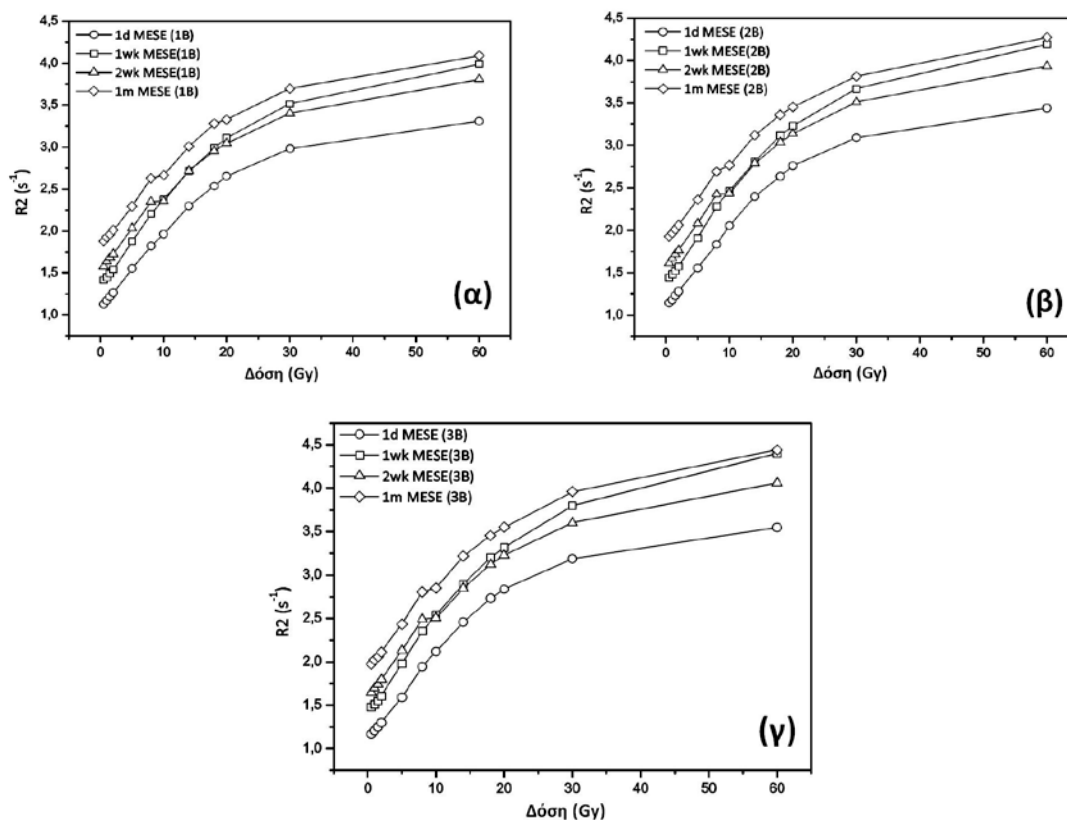 1d MESE (1B)
1wk MESE(1B)
2wk MESE(1B)
1m MESE (1B)
4,5
4,0
3,5
3,0
2,5
2,0
1,5
1,0
R2 (s⁻¹)
0 10 20 30 40 50 60
Δόση (Gy)
(α)
1d MESE (2B)
1wk MESE(2B)
2wk MESE(2B)
1m MESE (2B)
4,5
4,0
3,5
3,0
2,5
2,0
1,5
1,0
R2 (s⁻¹)
0 10 20 30 40 50 60
Δόση (Gy)
(β)
1d MESE (3B)
1wk MESE(3B)
2wk MESE(3B)
1m MESE (3B)
4,5
4,0
3,5
3,0
2,5
2,0
1,5
1,0
R2 (s⁻¹)
0 10 20 30 40 50 60
Δόση (Gy)
(γ)